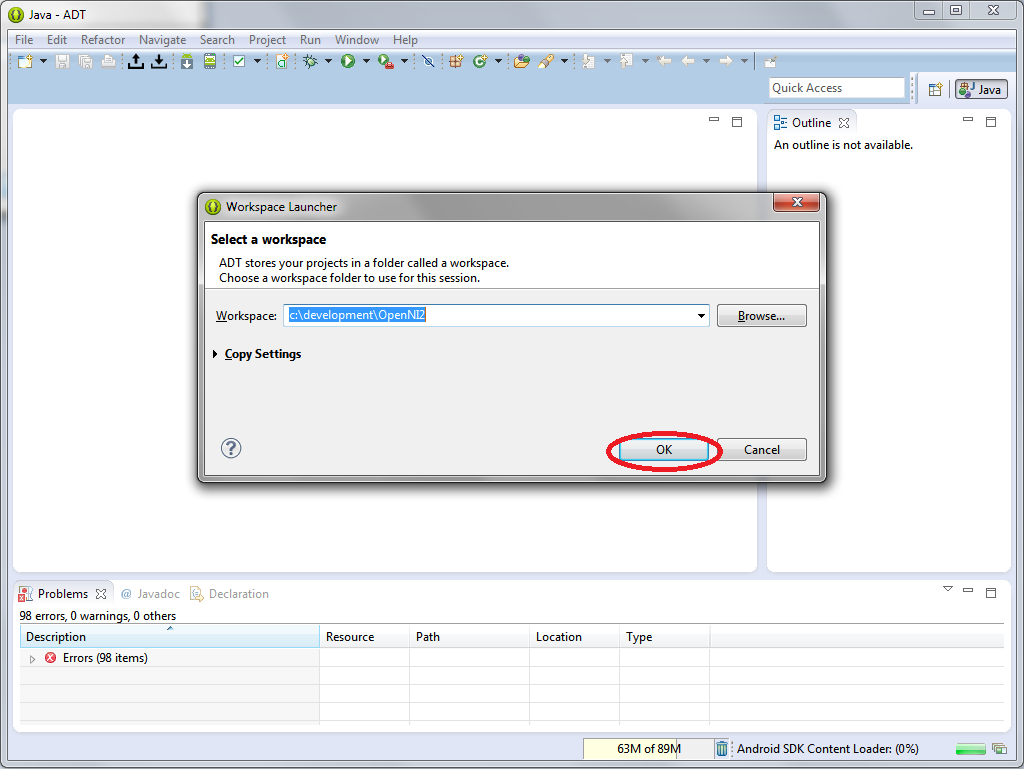 Java - ADT
File Edit Refactor Navigate Search Project Run Window Help
Quick Access
Java
Outline
An outline is not available.
Workspace Launcher
Select a workspace
ADT stores your projects in a folder called a workspace.
Choose a workspace folder to use for this session.
Workspace: c:\development\OpenNI2 Browse...
Copy Settings
? OK Cancel
Problems @ Javadoc Declaration
98 errors, 0 warnings, 0 others
Description Resource Path Location Type
Errors (98 items)
63M of 89M Android SDK Content Loader: (0%)